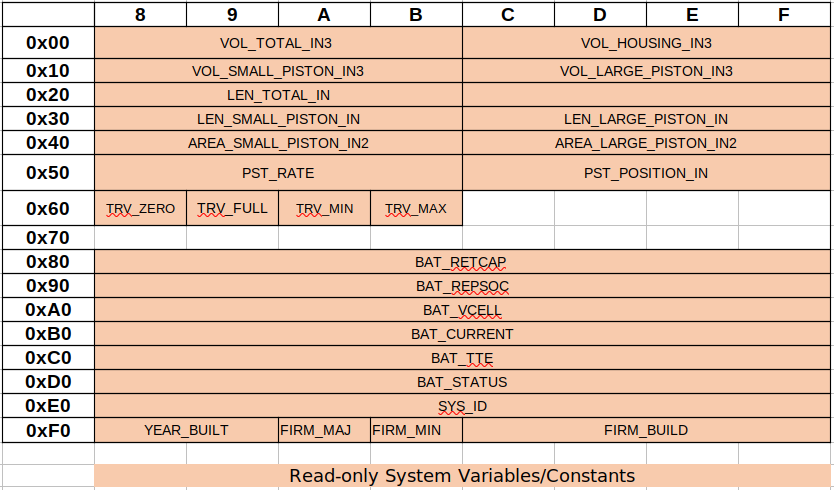 8 9 A B C D E F
0x00 VOL_TOTAL_IN3 VOL_HOUSING_IN3
0x10 VOL_SMALL_PISTON_IN3 VOL_LARGE_PISTON_IN3
0x20 LEN_TOTAL_IN
0x30 LEN_SMALL_PISTON_IN LEN_LARGE_PISTON_IN
0x40 AREA_SMALL_PISTON_IN2 AREA_LARGE_PISTON_IN2
0x50 PST_RATE PST_POSITION_IN
0x60 TRV_ZERO TRV_FULL TRV_MIN TRV_MAX
0x70
0x80 BAT_RETCAP
0x90 BAT_REPSOC
0xA0 BAT_VCELL
0xB0 BAT_CURRENT
0xC0 BAT_TTE
0xD0 BAT_STATUS
0xE0 SYS_ID
0xF0 YEAR_BUILT FIRM_MAJ FIRM_MIN FIRM_BUILD
Read-only System Variables/Constants